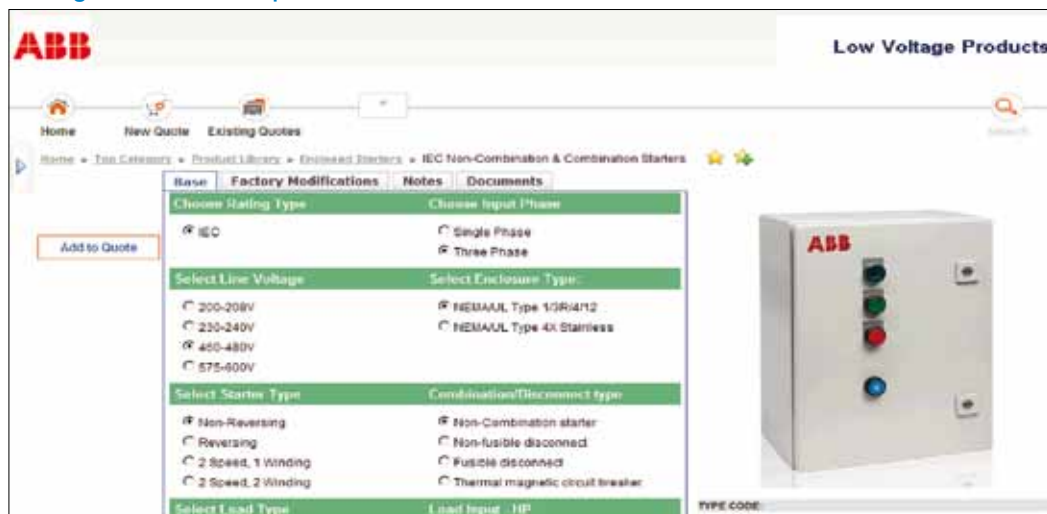 ABB
Low Voltage Products
Home New Quote Existing Quotes
Home » Top Category » Product Library » Enclosed Starters » IEC Non-Combination & Combination Starters
Base Factory Modifications Notes Documents
Choose Rating Type Choose Input Phase
IEC Single Phase
Three Phase
Add to Quote
Select Line Voltage Select Enclosure Type:
200-208V NEMA/UL Type 1/3R/4/12
230-240V NEMA/UL Type 4X Stainless
460-480V
575-600V
Select Starter Type Combination/Disconnect type
Non-Reversing Non-Combination starter
Reversing Non-fusible disconnect
2 Speed, 1 Winding Fusible disconnect
2 Speed, 2 Winding Thermal magnetic circuit breaker
Select Load Type Load Input - HP
ABB
TYPE CODE: